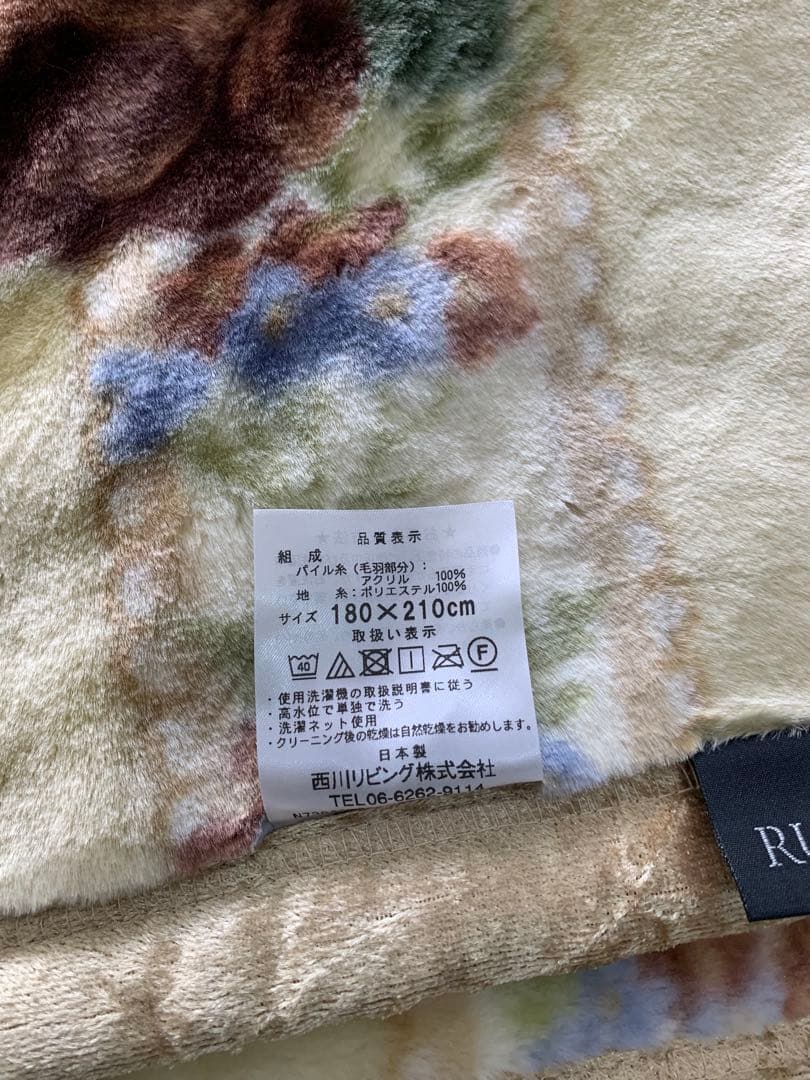 品質表示
組 成
パイル糸（毛羽部分）:
アクリル 100%
地 糸:ポリエステル100%
サイズ 180×210cm
取扱い表示
40 F
・使用洗濯機の取扱説明書に従う
・高水位で単独で洗う
・洗濯ネット使用
・クリーニング後の乾燥は自然乾燥をお勧めします。
日本製
西川リビング株式会社
TEL06-6262-9114